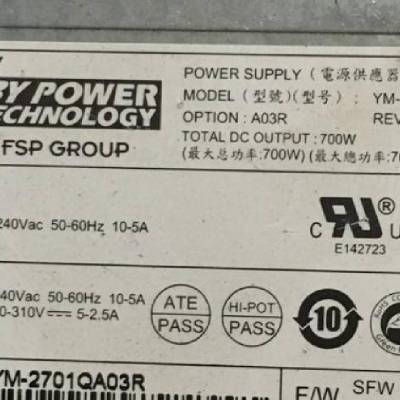 BY POWER
TECHNOLOGY
FSP GROUP
POWER SUPPLY (電源供應器
MODEL (型號)(型号) : YM-
OPTION : A03R REV
TOTAL DC OUTPUT : 700W
(最大总功率:700W) (最大總功率:7
240Vac 50-60Hz 10-5A
C RU ® U
E142723
40Vac 50-60Hz 10-5A
0-310V⎓ 5-2.5A
ATE
PASS
HI-POT
PASS
10
YM-2701QA03R
F/W SFW